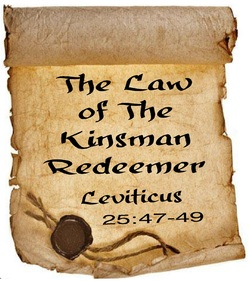 The Law
of The
Kinsman
Redeemer
Leviticus
25:47-49